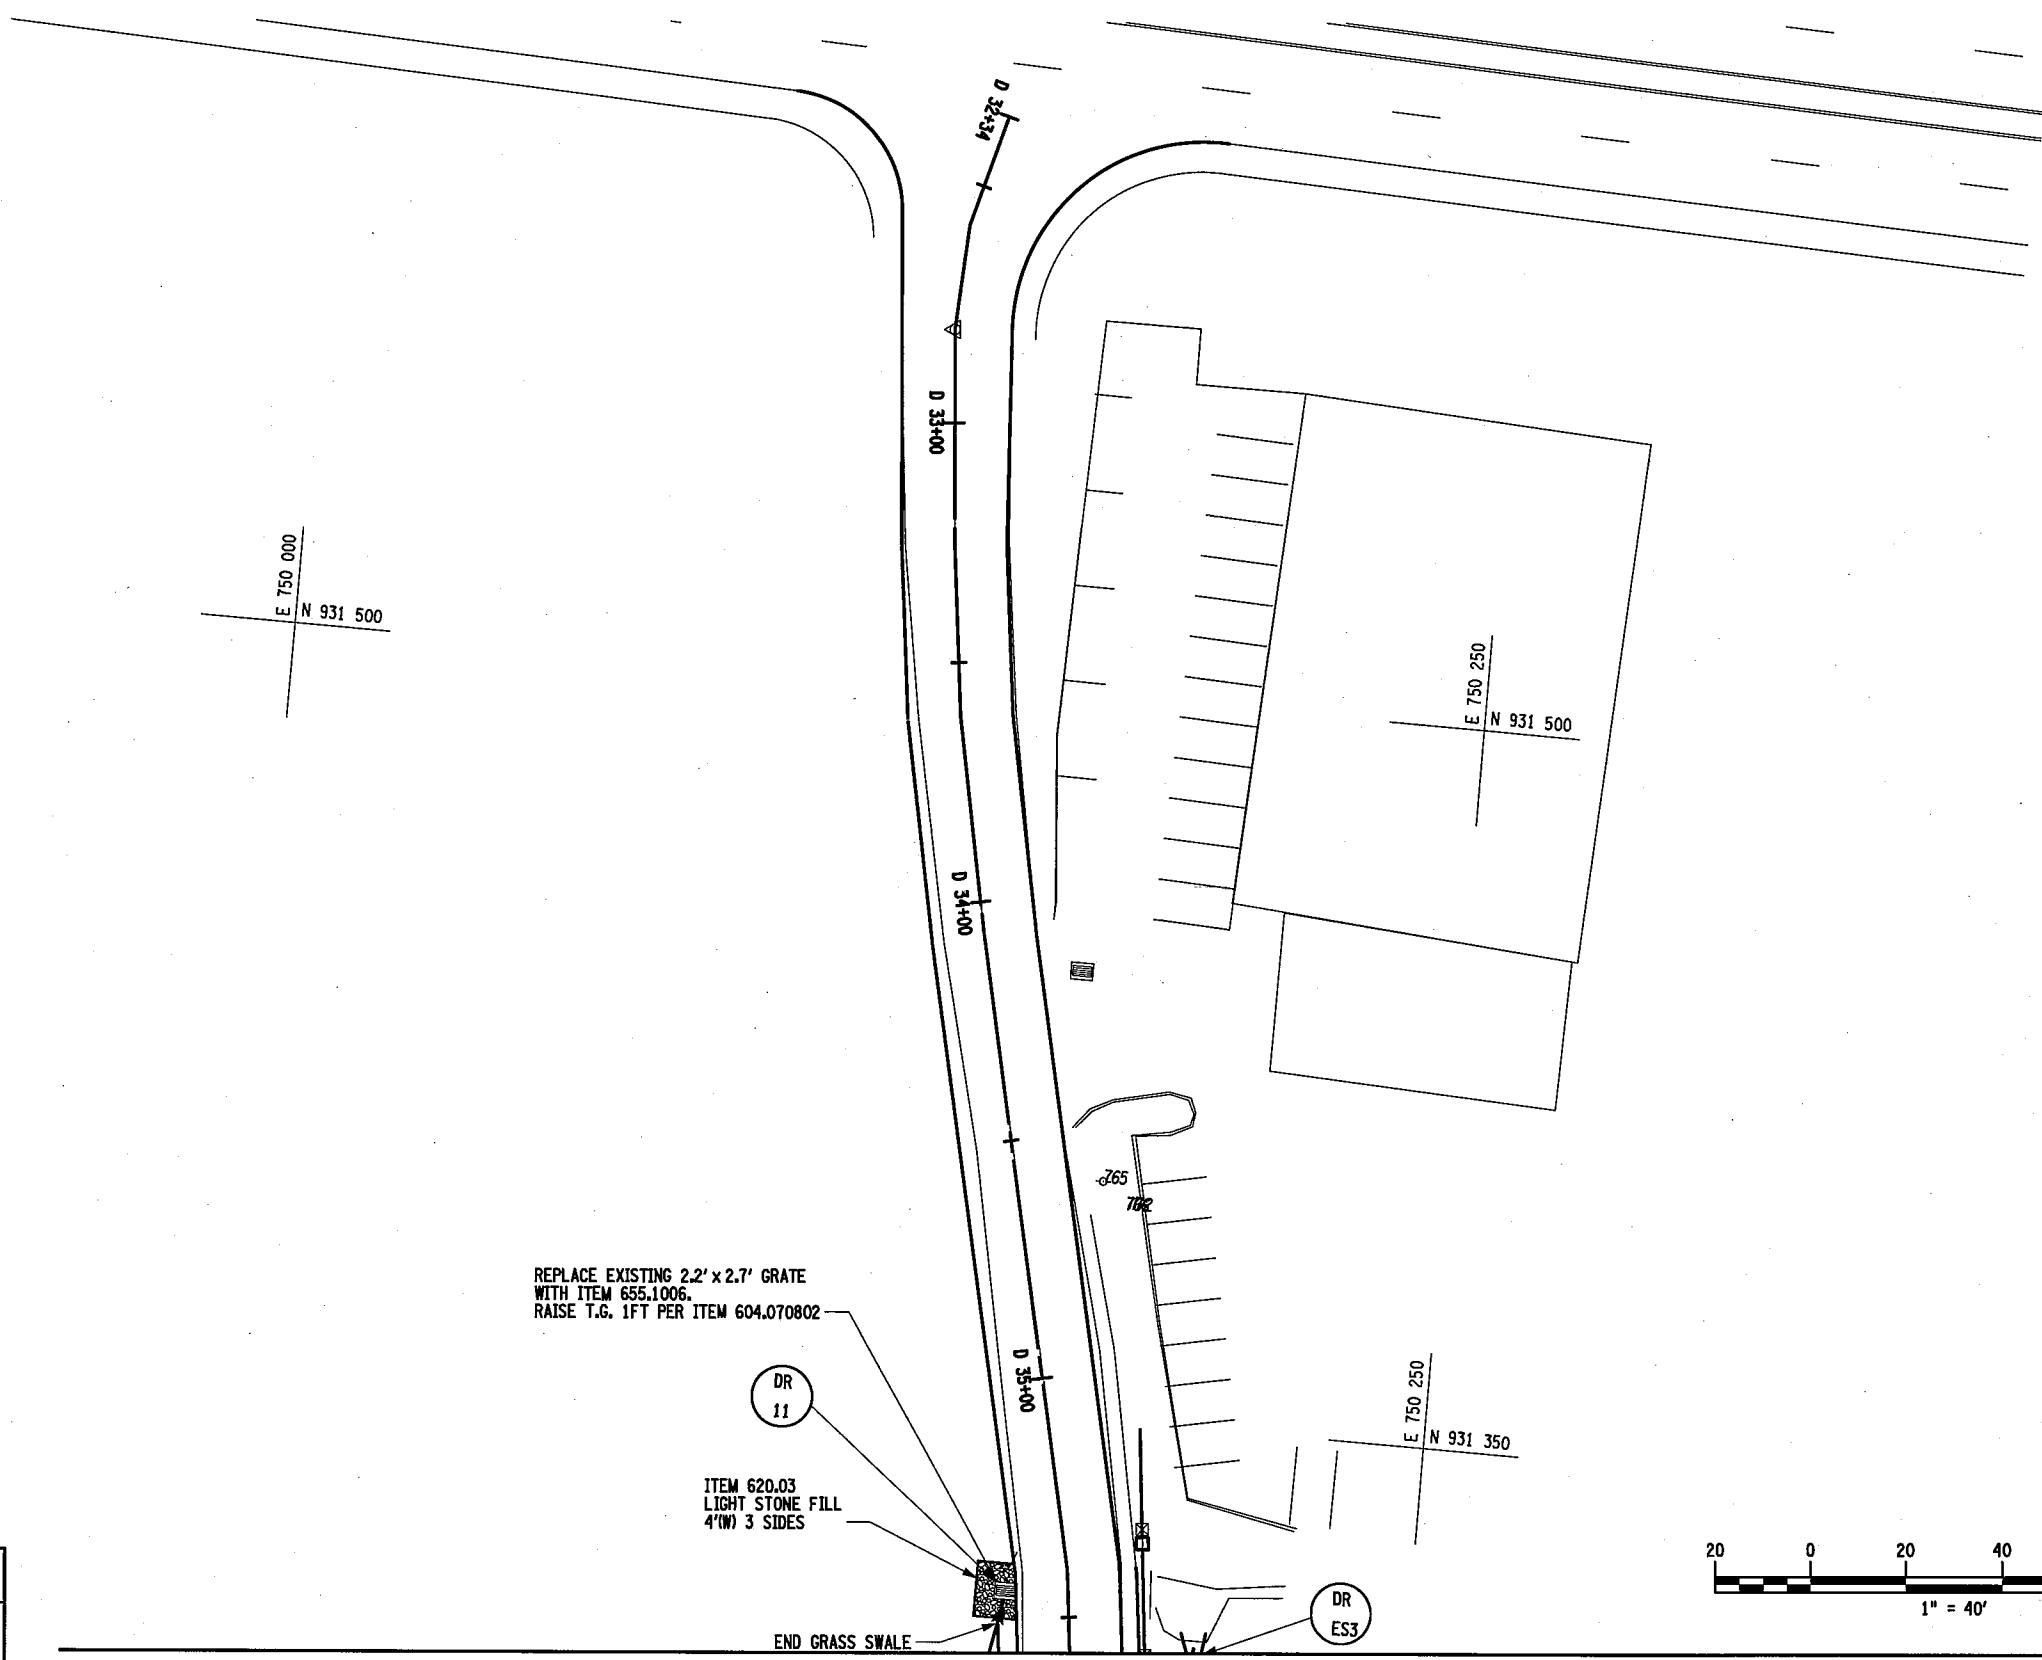 D 32+34
D 33+00
E 750 000
N 931 500
E 750 250
N 931 500
D 34+00
765
REPLACE EXISTING 2.2' x 2.7' GRATE
WITH ITEM 655.1006.
RAISE T.G. 1FT PER ITEM 604.070802
D 35+00
DR
11
E 750 250
N 931 350
ITEM 620.03
LIGHT STONE FILL
4'(W) 3 SIDES
20 0 20 40
1" = 40'
DR
ES3
END GRASS SWALE